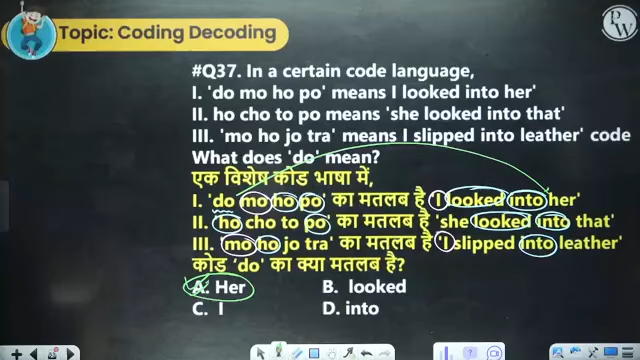 Topic: Coding Decoding
PW
#Q37. In a certain code language,
I. 'do mo ho po' means I looked into her'
II. ho cho to po means 'she looked into that'
III. 'mo ho jo tra' means I slipped into leather' code
What does 'do' mean?
एक विशेष कोड भाषा में,
I. 'do mo ho po' का मतलब है 'I looked into her'
II. 'ho cho to po' का मतलब है 'she looked into that'
III. 'mo ho jo tra' का मतलब है 'I slipped into leather'
कोड 'do' का क्या मतलब है?
A. Her B. looked
C. I D. into